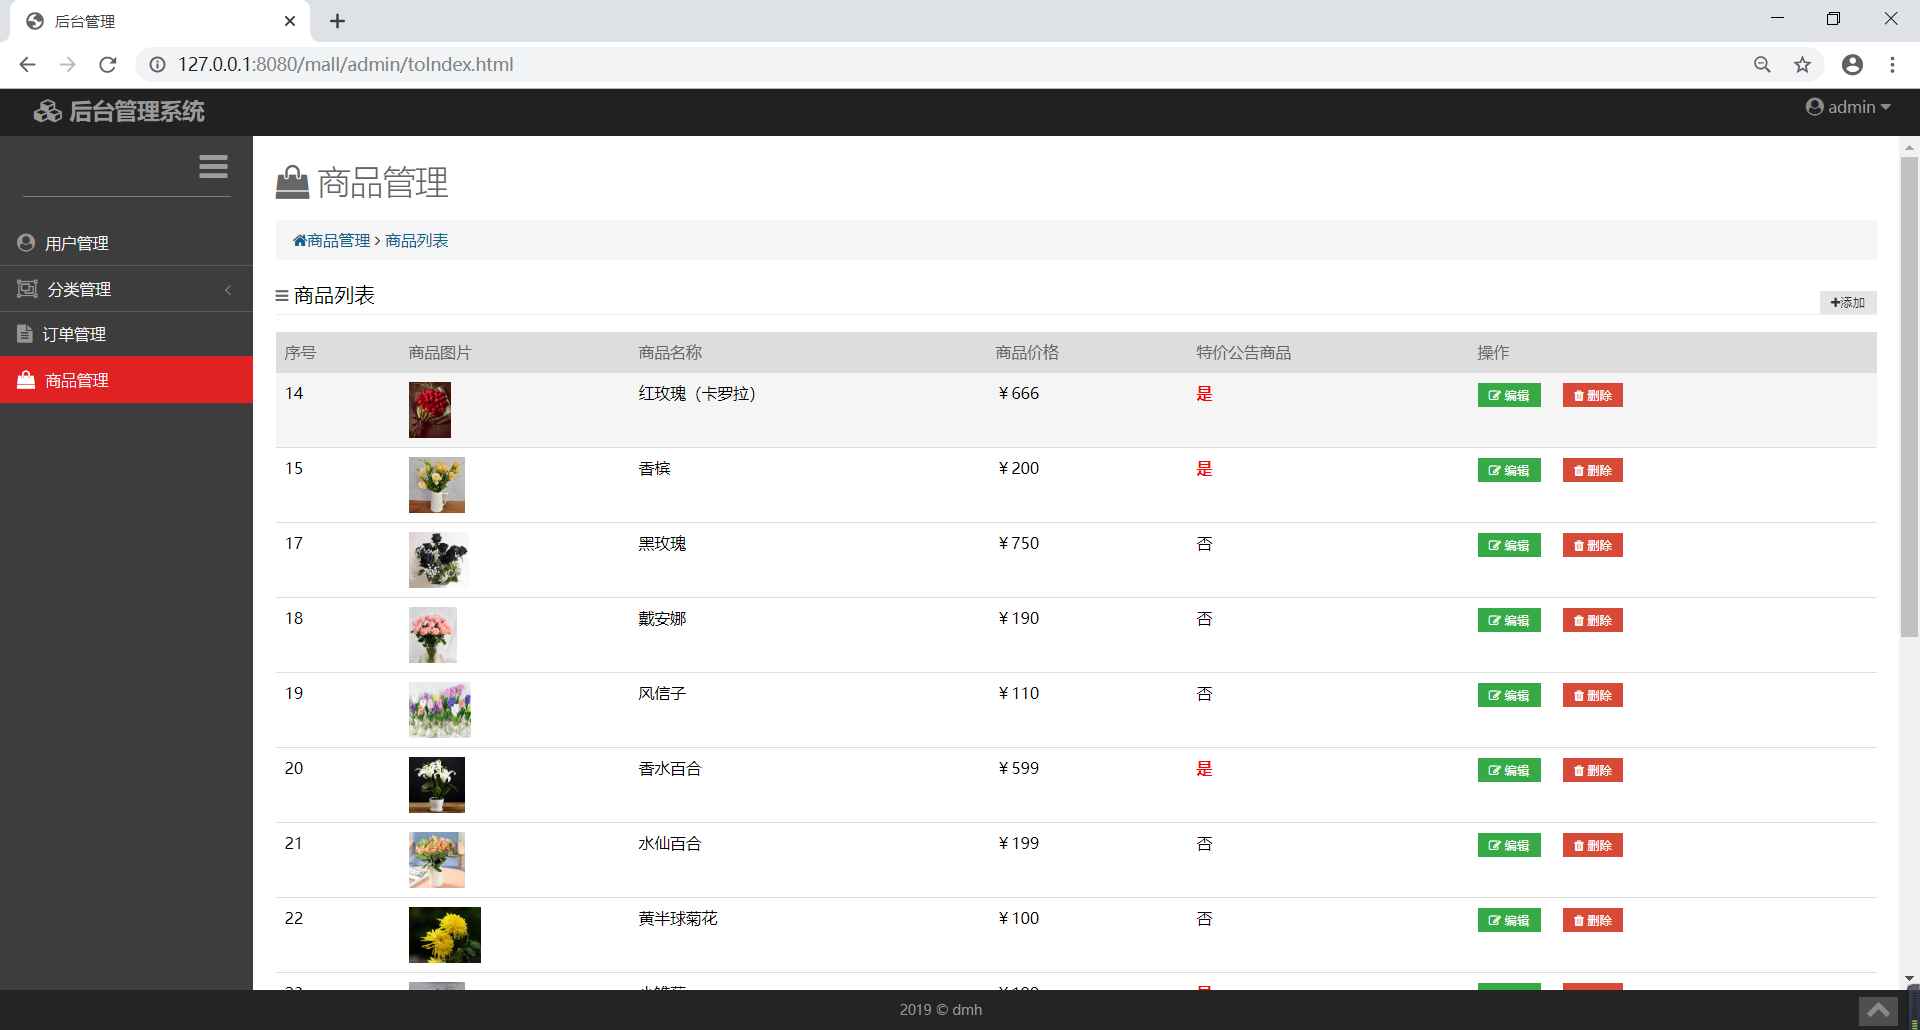 后台管理
127.0.0.1:8080/mall/admin/toIndex.html
后台管理系统
admin
商品管理
商品管理 > 商品列表
用户管理
分类管理
订单管理
商品管理
商品列表
添加
序号 商品图片 商品名称 商品价格 特价公告商品 操作
14 红玫瑰（卡罗拉） ¥666 是 编辑 删除
15 香槟 ¥200 是 编辑 删除
17 黑玫瑰 ¥750 否 编辑 删除
18 戴安娜 ¥190 否 编辑 删除
19 风信子 ¥110 否 编辑 删除
20 香水百合 ¥599 是 编辑 删除
21 水仙百合 ¥199 否 编辑 删除
22 黄半球菊花 ¥100 否 编辑 删除
2019 © dmh